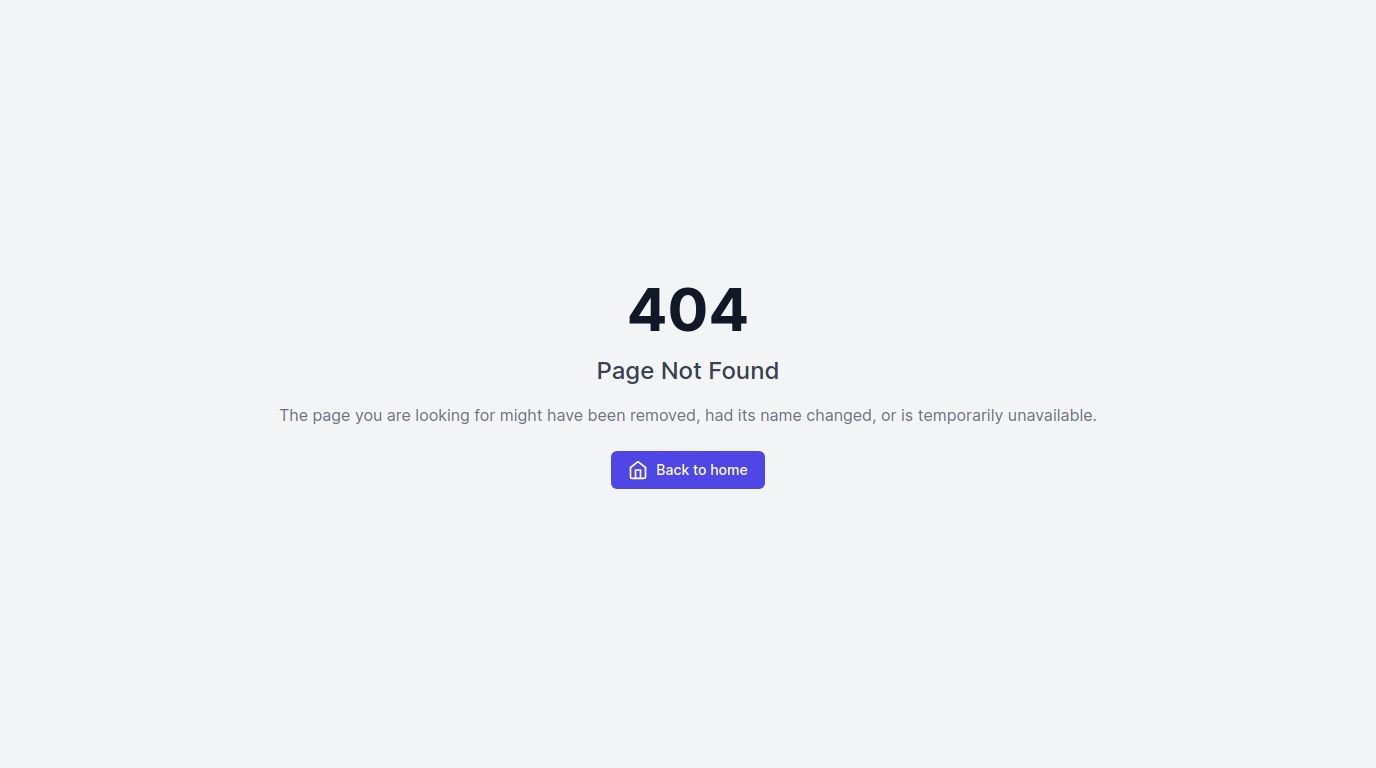 404
Page Not Found
The page you are looking for might have been removed, had its name changed, or is temporarily unavailable.
Back to home